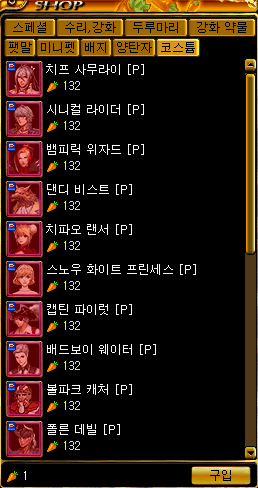 SHOP
스페셜 수리,강화 두루마리 강화 약물
팻말 미니펫 배지 양탄자 코스튬
치프 사무라이 [P]
132
시니컬 라이더 [P]
132
뱀피릭 위자드 [P]
132
댄디 비스트 [P]
132
치파오 랜서 [P]
132
스노우 화이트 프린세스 [P]
132
캡틴 파이럿 [P]
132
배드보이 웨이터 [P]
132
볼파크 캐처 [P]
132
폴른 데빌 [P]
132
1 구입